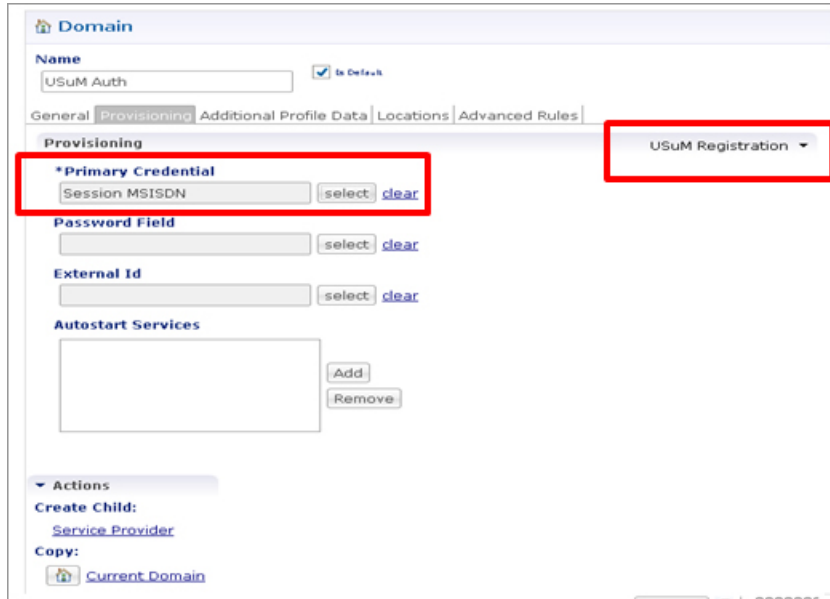 Domain
Name
USuM Auth
Is Default
General Provisioning Additional Profile Data Locations Advanced Rules
Provisioning
USuM Registration
*Primary Credential
Session MSISDN select clear
Password Field
select clear
External Id
select clear
Autostart Services
Add
Remove
Actions
Create Child:
Service Provider
Copy:
Current Domain